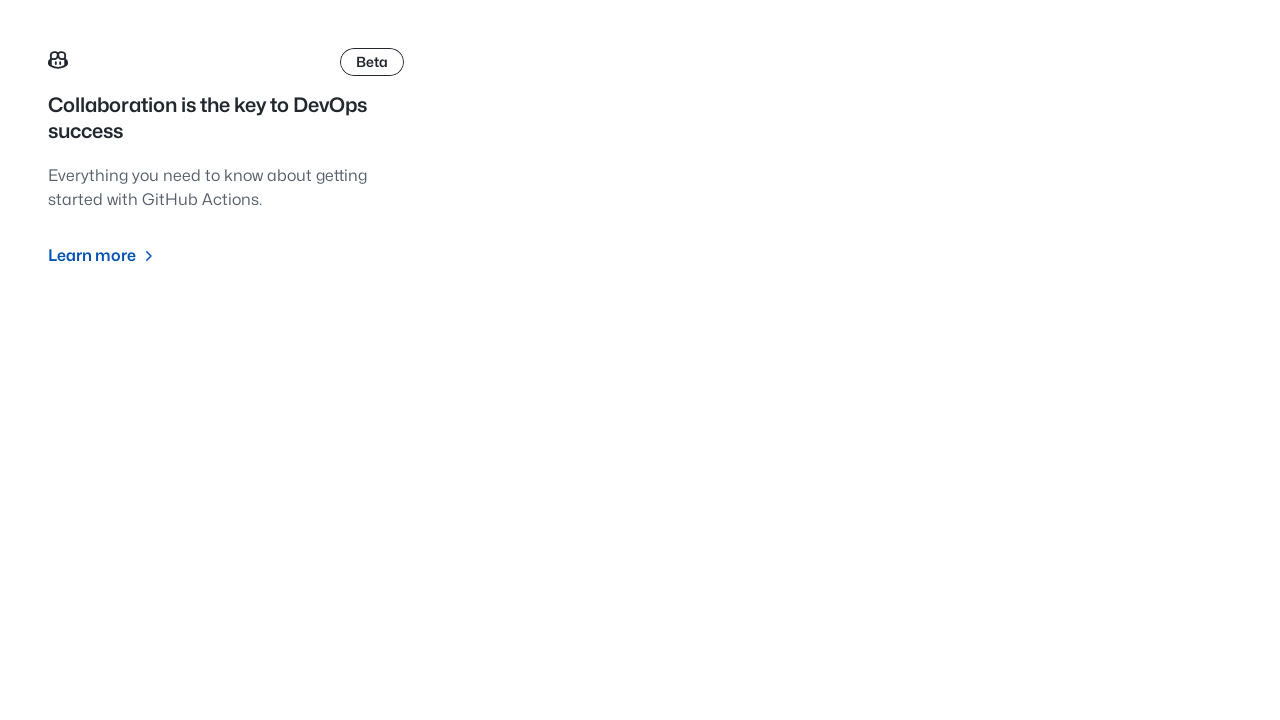 Beta
Collaboration is the key to DevOps
success
Everything you need to know about getting
started with GitHub Actions.
Learn more